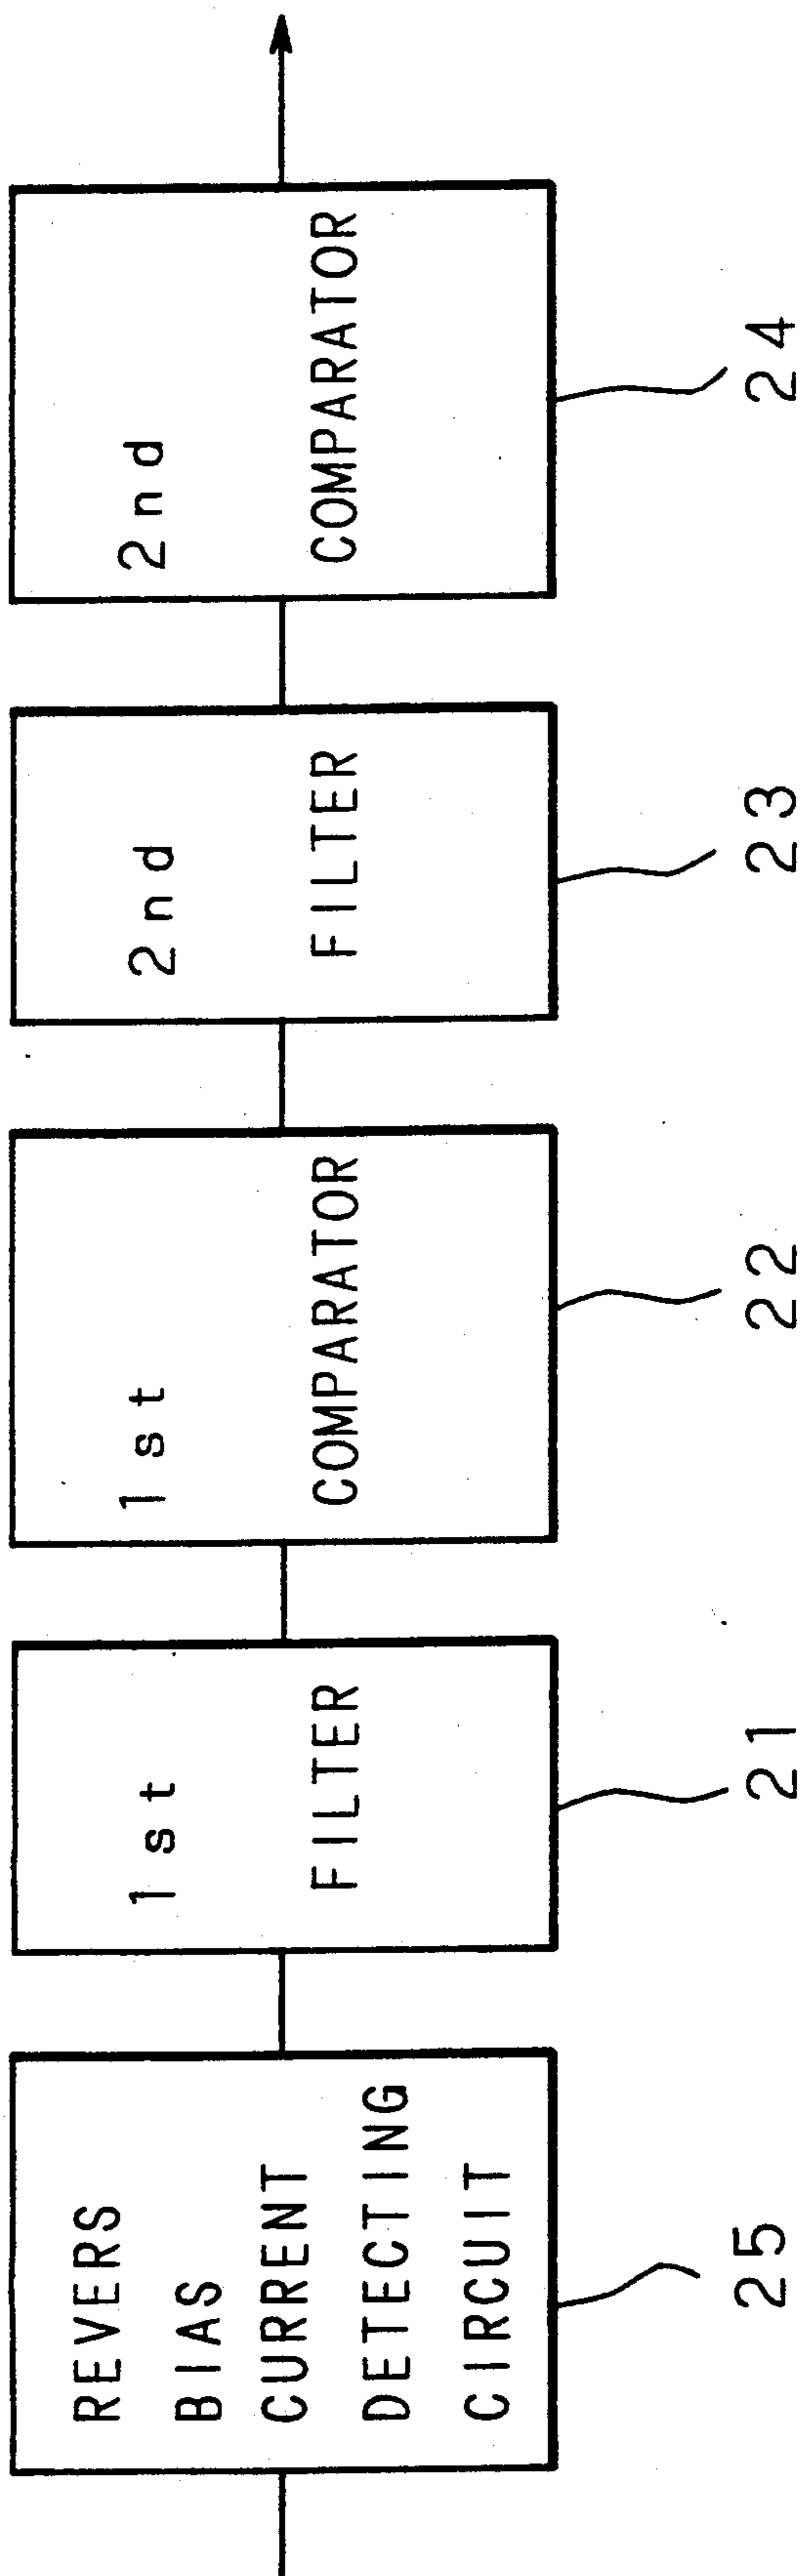 REVERS
BIAS
CURRENT
DETECTING
CIRCUIT
25
1st
FILTER
21
1st
COMPARATOR
22
2nd
FILTER
23
2nd
COMPARATOR
24